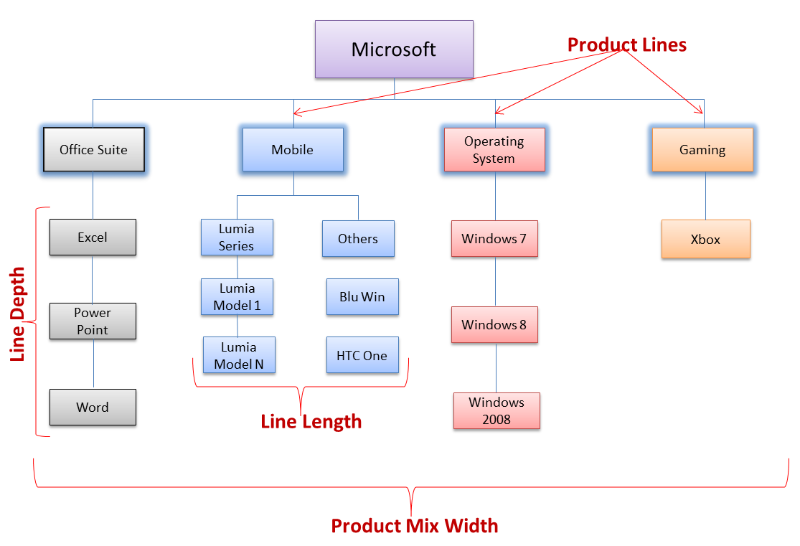 Microsoft
Product Lines
Office Suite
Mobile
Operating
System
Gaming
Excel
Lumia
Series
Others
Windows 7
Xbox
Line Depth
Power
Point
Lumia
Model 1
Blu Win
Windows 8
Lumia
Model N
HTC One
Word
Windows
2008
Line Length
Product Mix Width